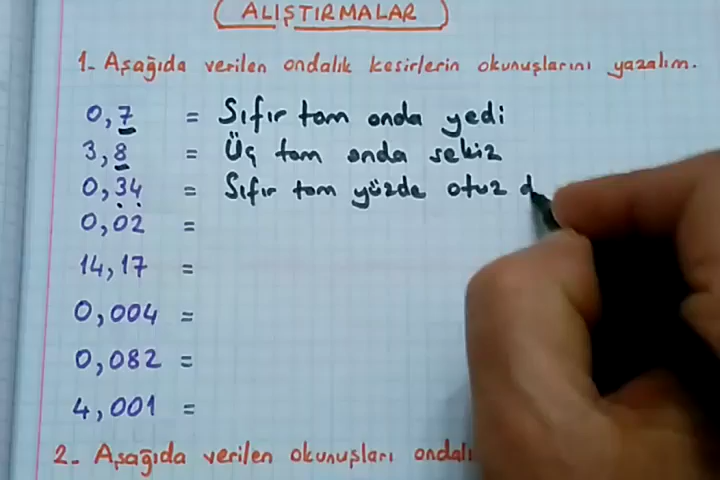 ALIŞTIRMALAR
1- Aşağıda verilen ondalık kesirlerin okunuşlarını yazalım.
0,7 = Sıfır tam onda yedi
3,8 = Üç tam onda sekiz
0,34 = Sıfır tam yüzde otuz d
0,02 =
14,17 =
0,004 =
0,082 =
4,001 =
2- Aşağıda verilen okunuşları ondalı